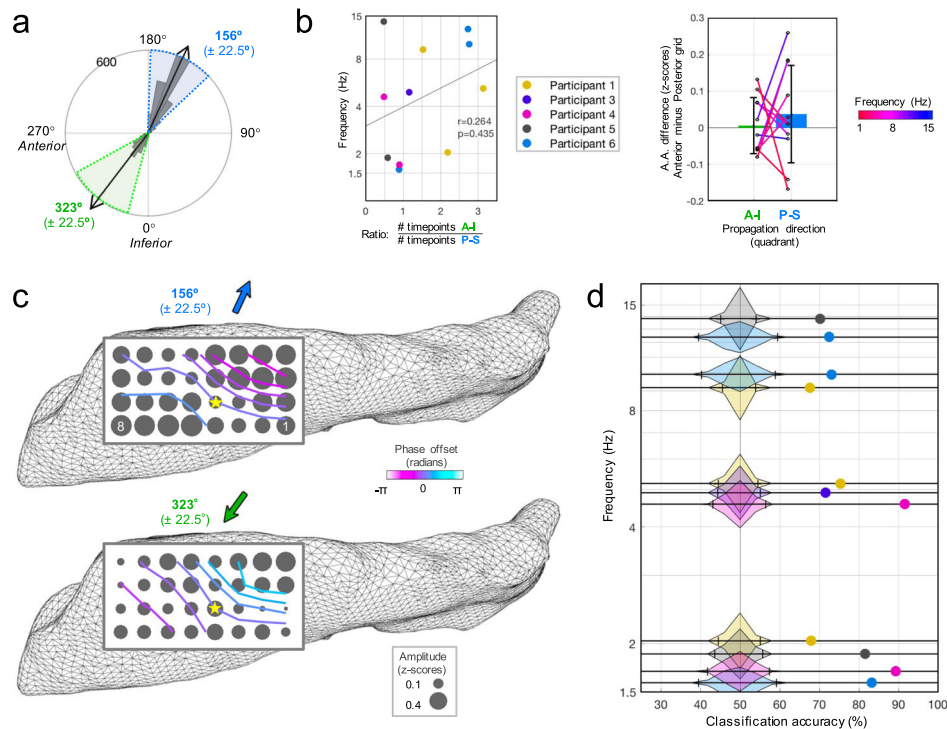 a
180°
156°
(± 22.5°)
600
270°
Anterior
90°
323°
(± 22.5°)
0°
Inferior
b
Frequency (Hz)
15
8
4
2
1.5
r=0.264
p=0.435
0
1
2
3
Ratio:
# timepoints A-I
# timepoints P-S
Participant 1
Participant 3
Participant 4
Participant 5
Participant 6
A.A. difference (z-scores)
Anterior minus Posterior grid
0.3
0.2
0.1
0
-0.1
-0.2
A-I P-S
Propagation direction
(quadrant)
Frequency (Hz)
1 8 15
c
156°
(± 22.5°)
8
1
Phase offset
(radians)
-π 0 π
323°
(± 22.5°)
Amplitude
(z-scores)
0.1
0.4
d
Frequency (Hz)
15
8
4
2
1.5
30 40 50 60 70 80 90 100
Classification accuracy (%)